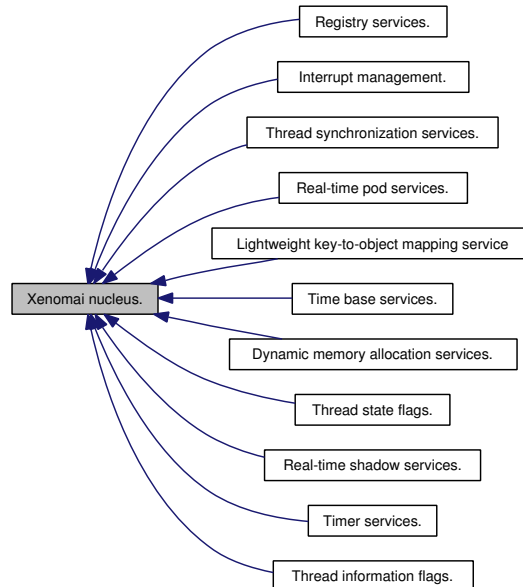 Registry services.
Interrupt management.
Thread synchronization services.
Real-time pod services.
Lightweight key-to-object mapping service
Xenomai nucleus.
Time base services.
Dynamic memory allocation services.
Thread state flags.
Real-time shadow services.
Timer services.
Thread information flags.